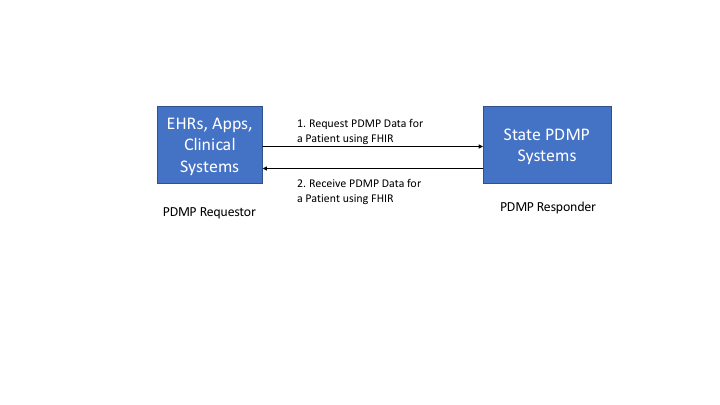 EHRs, Apps,
Clinical
Systems
PDMP Requestor
1. Request PDMP Data for
a Patient using FHIR
2. Receive PDMP Data for
a Patient using FHIR
State PDMP
Systems
PDMP Responder